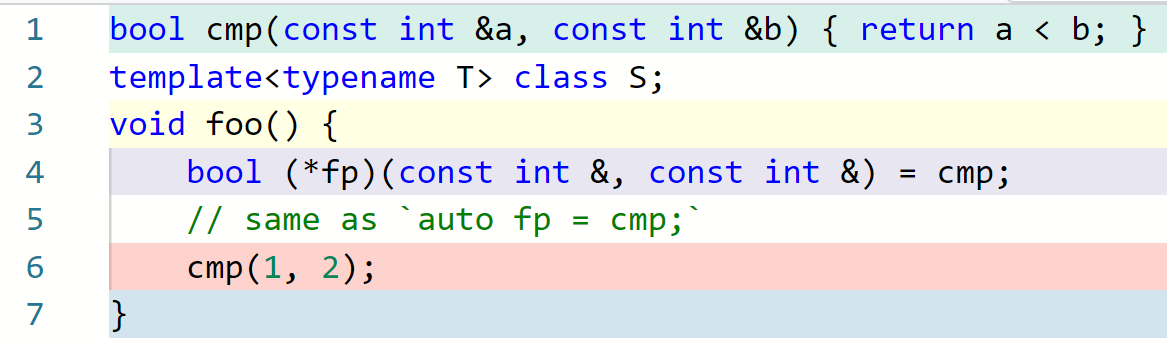 1 bool cmp(const int &a, const int &b) { return a < b; }
2 template<typename T> class S;
3 void foo() {
4     bool (*fp)(const int &, const int &) = cmp;
5     // same as `auto fp = cmp;`
6     cmp(1, 2);
7 }